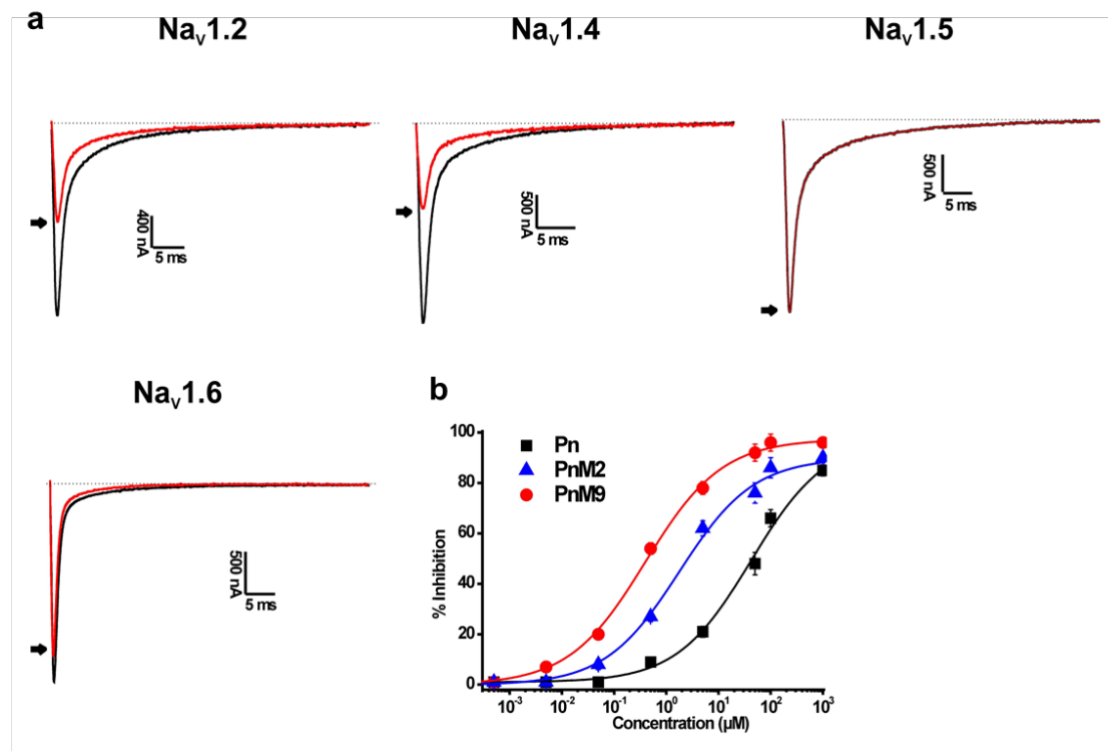 a
Nav1.2
Nav1.4
Nav1.5
400 nA
5 ms
500 nA
5 ms
500 nA
5 ms
Nav1.6
500 nA
5 ms
b
100
80
60
40
20
0
% Inhibition
Pn
PnM2
PnM9
10⁻³ 10⁻² 10⁻¹ 10⁰ 10¹ 10² 10³
Concentration (µM)